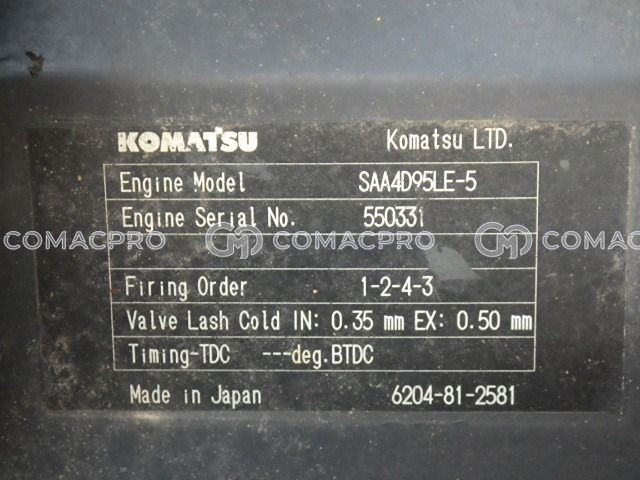 KOMATSU Komatsu LTD.
Engine Model SAA4D95LE-5
Engine Serial No. 550331
COMACPRO COMACPRO COMACPRO
Firing Order 1-2-4-3
Valve Lash Cold IN: 0.35 mm EX: 0.50 mm
Timing-TDC ---deg.BTDC
Made in Japan 6204-81-2581